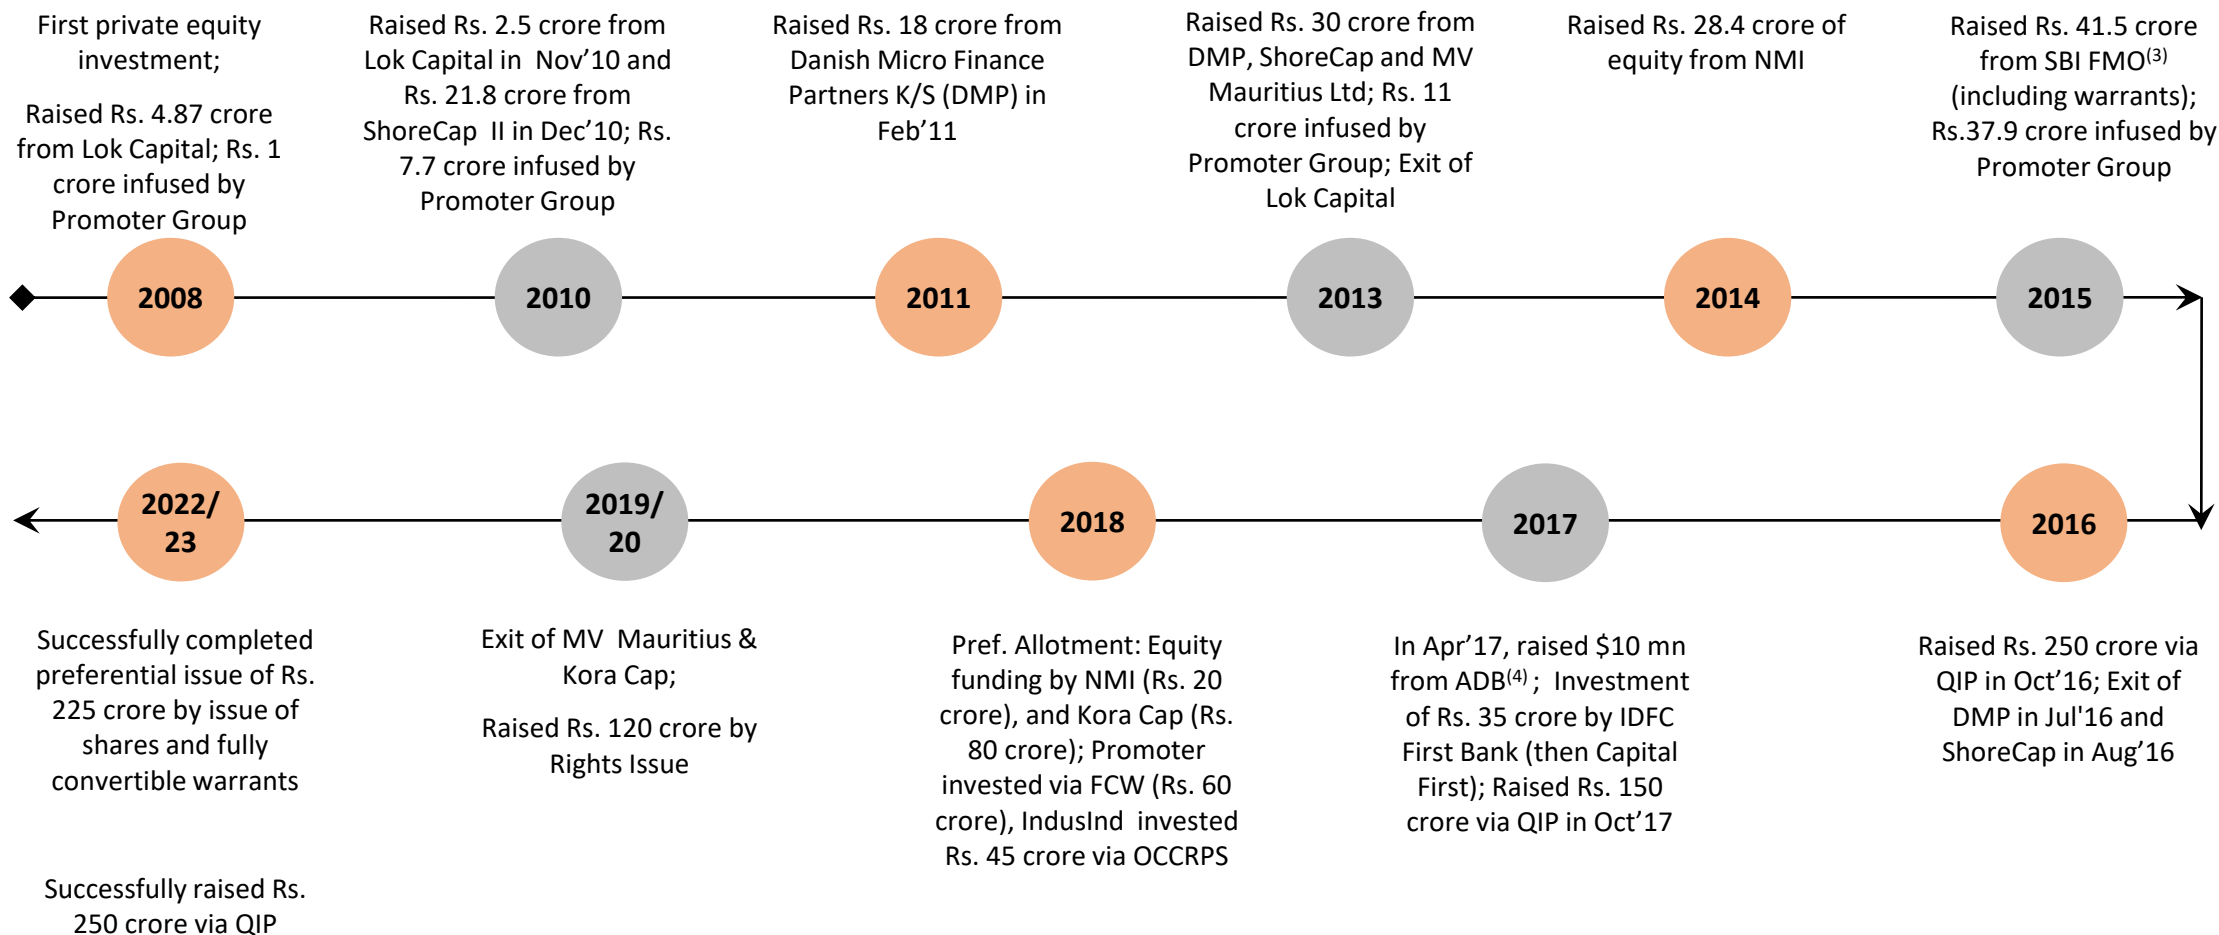 First private equity
investment;
Raised Rs. 4.87 crore
from Lok Capital; Rs. 1
crore infused by
Promoter Group
Raised Rs. 2.5 crore from
Lok Capital in Nov’10 and
Rs. 21.8 crore from
ShoreCap II in Dec’10; Rs.
7.7 crore infused by
Promoter Group
Raised Rs. 18 crore from
Danish Micro Finance
Partners K/S (DMP) in
Feb’11
Raised Rs. 30 crore from
DMP, ShoreCap and MV
Mauritius Ltd; Rs. 11
crore infused by
Promoter Group; Exit of
Lok Capital
Raised Rs. 28.4 crore of
equity from NMI
Raised Rs. 41.5 crore
from SBI FMO(3)
(including warrants);
Rs.37.9 crore infused by
Promoter Group
2008
2010
2011
2013
2014
2015
2022/
23
2019/
20
2018
2017
2016
Successfully completed
preferential issue of Rs.
225 crore by issue of
shares and fully
convertible warrants
Successfully raised Rs.
250 crore via QIP
Exit of MV Mauritius &
Kora Cap;
Raised Rs. 120 crore by
Rights Issue
Pref. Allotment: Equity
funding by NMI (Rs. 20
crore), and Kora Cap (Rs.
80 crore); Promoter
invested via FCW (Rs. 60
crore), IndusInd invested
Rs. 45 crore via OCCRPS
In Apr’17, raised $10 mn
from ADB(4) ; Investment
of Rs. 35 crore by IDFC
First Bank (then Capital
First); Raised Rs. 150
crore via QIP in Oct’17
Raised Rs. 250 crore via
QIP in Oct’16; Exit of
DMP in Jul'16 and
ShoreCap in Aug’16